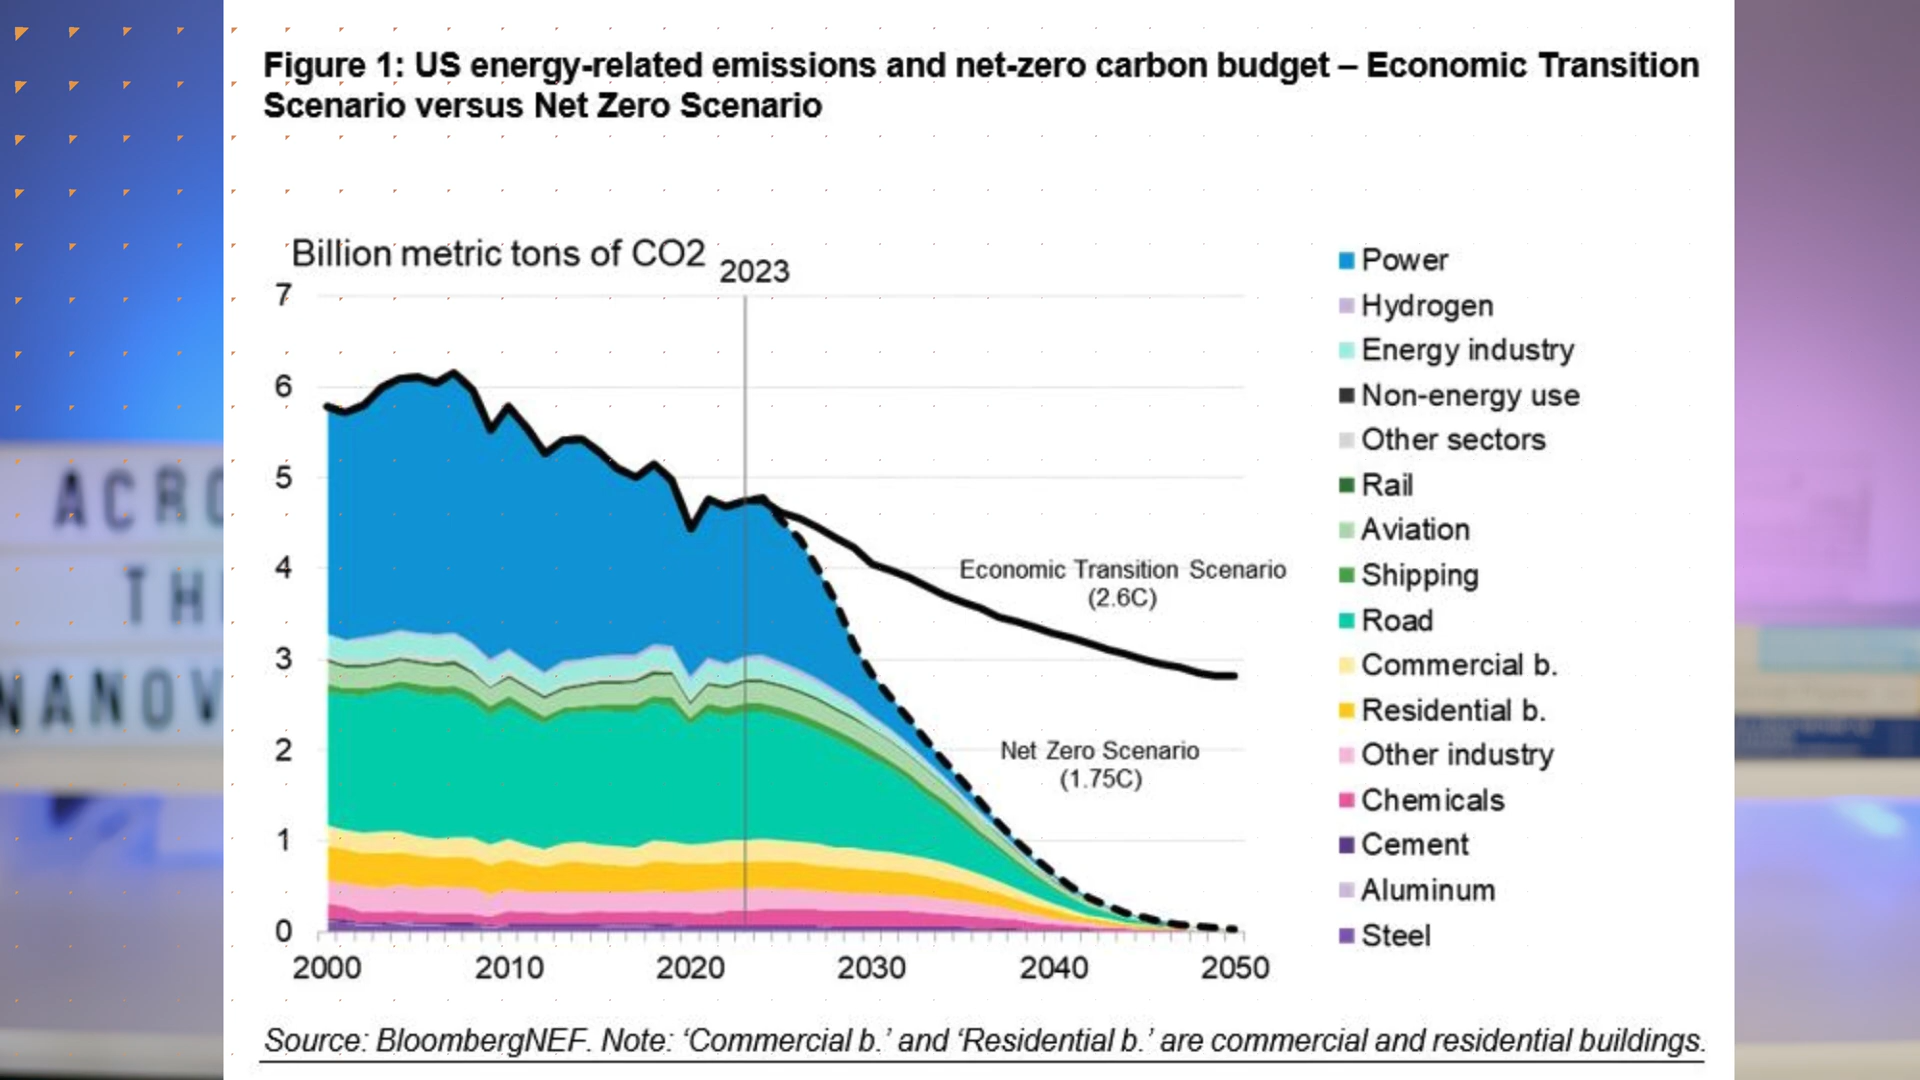 Figure 1: US energy-related emissions and net-zero carbon budget – Economic Transition
Scenario versus Net Zero Scenario
Billion metric tons of CO2
2023
7
6
5
4
3
2
1
0
2000 2010 2020 2030 2040 2050
Economic Transition Scenario
(2.6C)
Net Zero Scenario
(1.75C)
Power
Hydrogen
Energy industry
Non-energy use
Other sectors
Rail
Aviation
Shipping
Road
Commercial b.
Residential b.
Other industry
Chemicals
Cement
Aluminum
Steel
Source: BloombergNEF. Note: ‘Commercial b.’ and ‘Residential b.’ are commercial and residential buildings.
ACRO
TH
NANOV